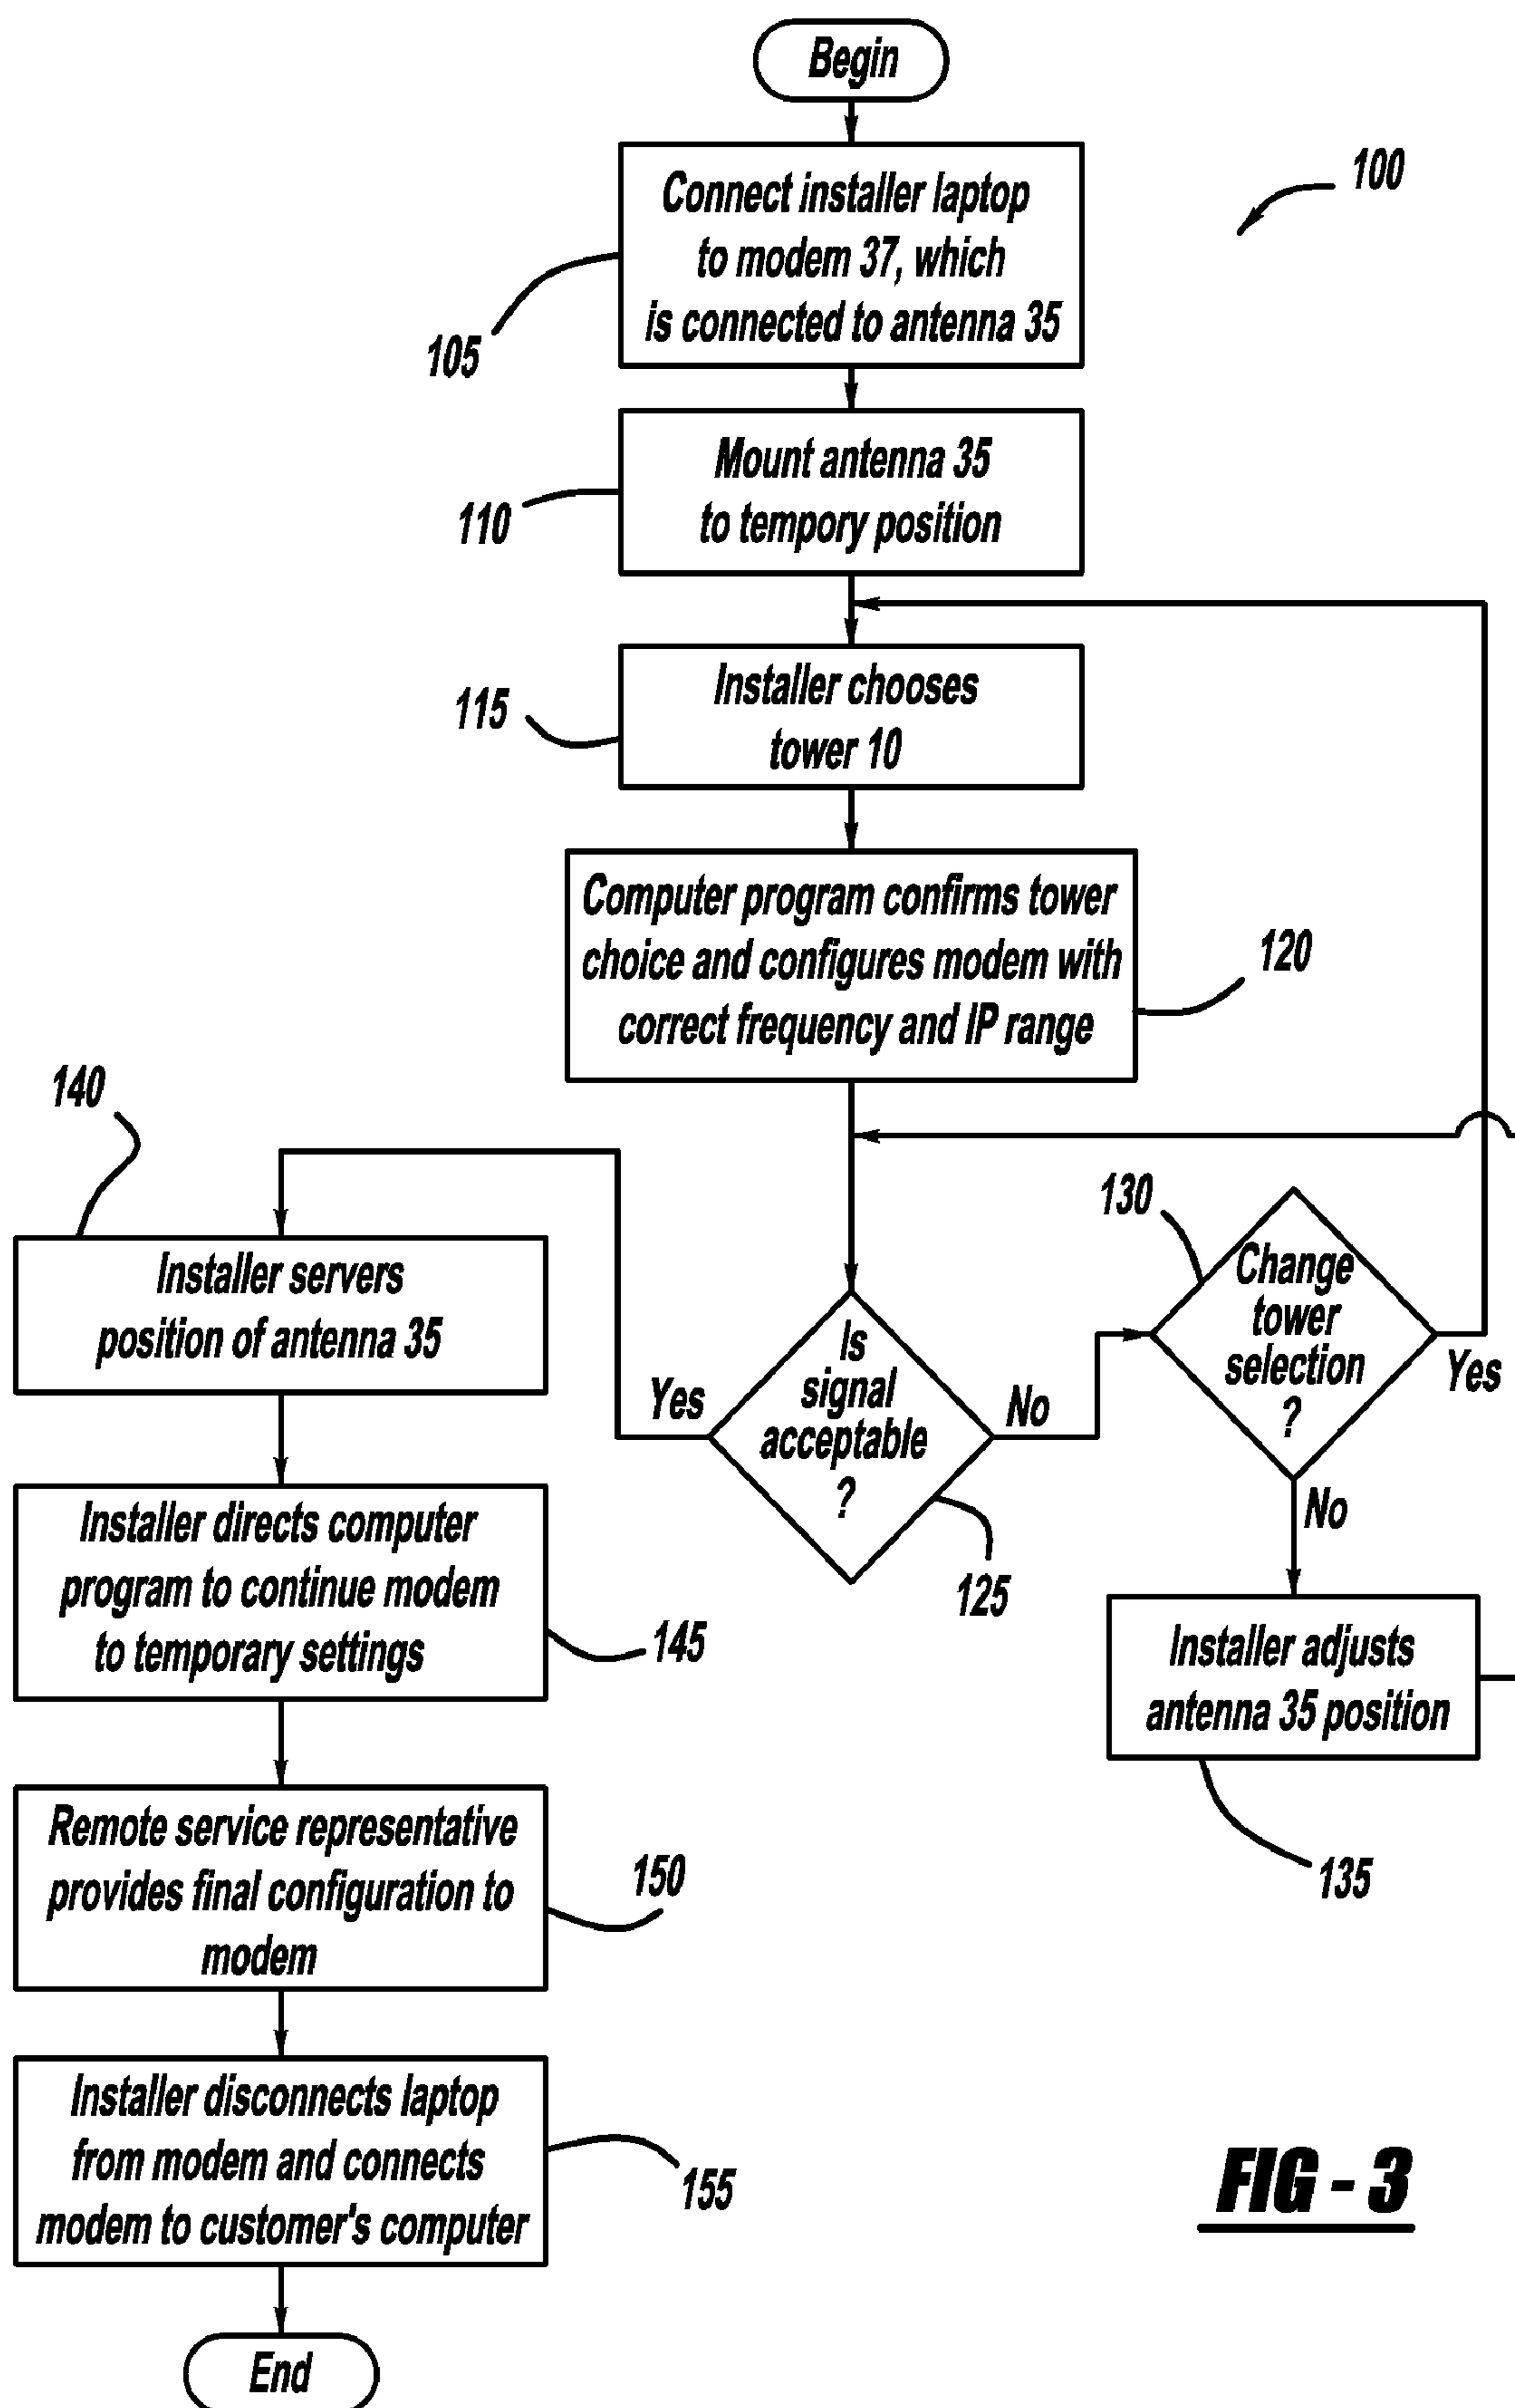 Begin
100
Connect installer laptop
to modem 37, which
is connected to antenna 35
105
Mount antenna 35
to tempory position
110
Installer chooses
tower 10
115
Computer program confirms tower
choice and configures modem with
correct frequency and IP range
120
Is
signal
acceptable
?
125
Yes
No
130
Change
tower
selection
?
Yes
No
Installer adjusts
antenna 35 position
135
140
Installer servers
position of antenna 35
Installer directs computer
program to continue modem
to temporary settings
145
Remote service representative
provides final configuration to
modem
150
Installer disconnects laptop
from modem and connects
modem to customer's computer
155
End
FIG - 3